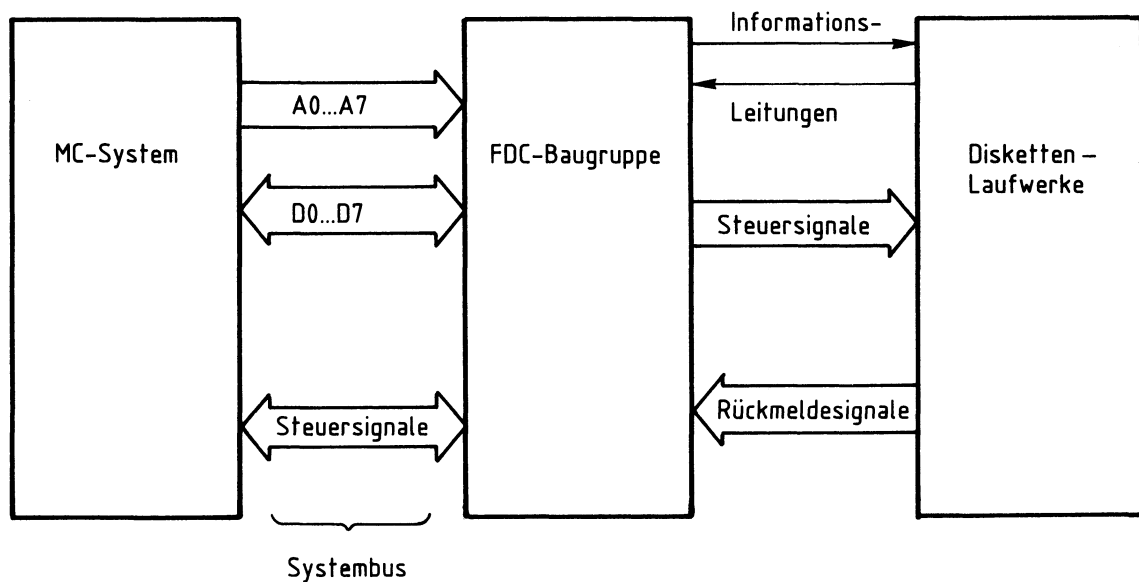 Informations-
A0...A7
Leitungen
MC-System
FDC-Baugruppe
Disketten-
Laufwerke
D0...D7
Steuersignale
Rückmeldesignale
Steuersignale
Systembus